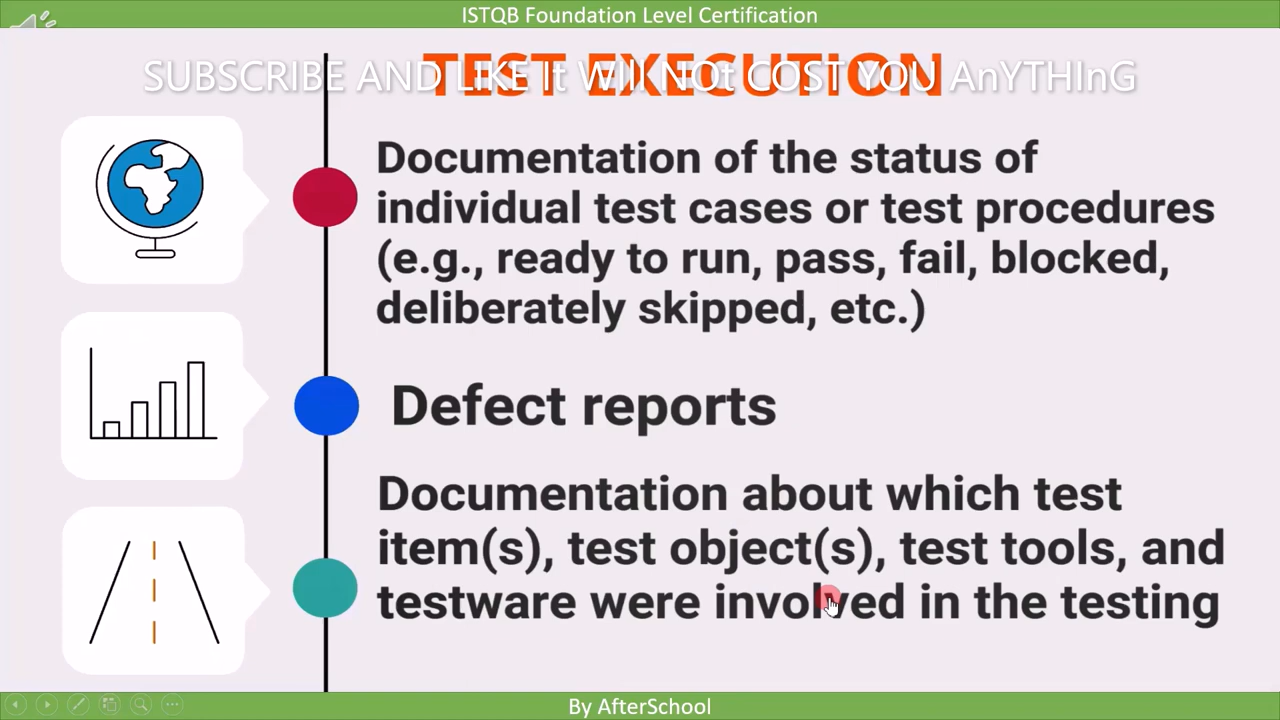 ISTQB Foundation Level Certification
TEST EXECUTION
SUBSCRIBE AND LIKE It WIll NOt COST YOU AnYTHInG
Documentation of the status of
individual test cases or test procedures
(e.g., ready to run, pass, fail, blocked,
deliberately skipped, etc.)
Defect reports
Documentation about which test
item(s), test object(s), test tools, and
testware were involved in the testing
By AfterSchool